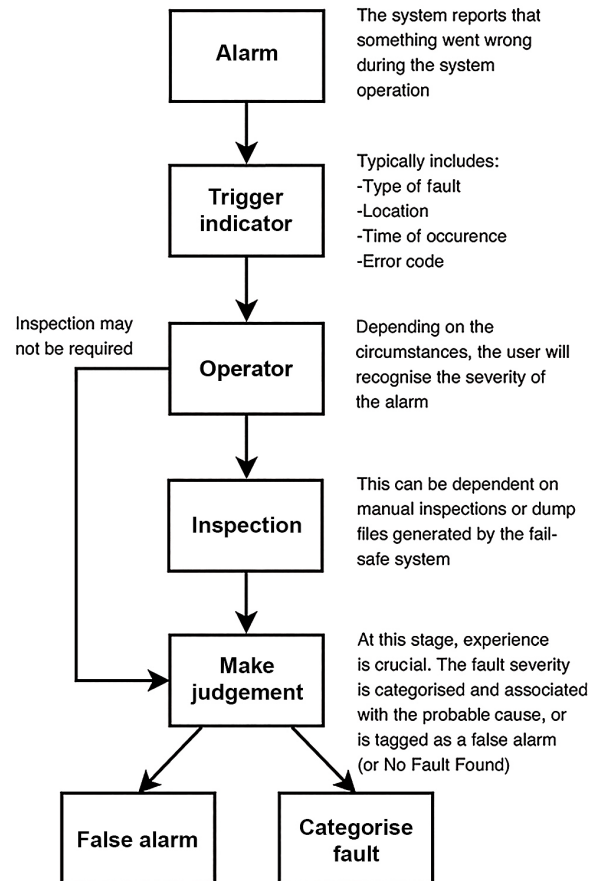 Alarm
The system reports that
something went wrong
during the system
operation
Trigger
indicator
Typically includes:
-Type of fault
-Location
-Time of occurence
-Error code
Inspection may
not be required
Operator
Depending on the
circumstances, the user will
recognise the severity of
the alarm
Inspection
This can be dependent on
manual inspections or dump
files generated by the fail-
safe system
Make
judgement
At this stage, experience
is crucial. The fault severity
is categorised and associated
with the probable cause, or
is tagged as a false alarm
(or No Fault Found)
False alarm
Categorise
fault